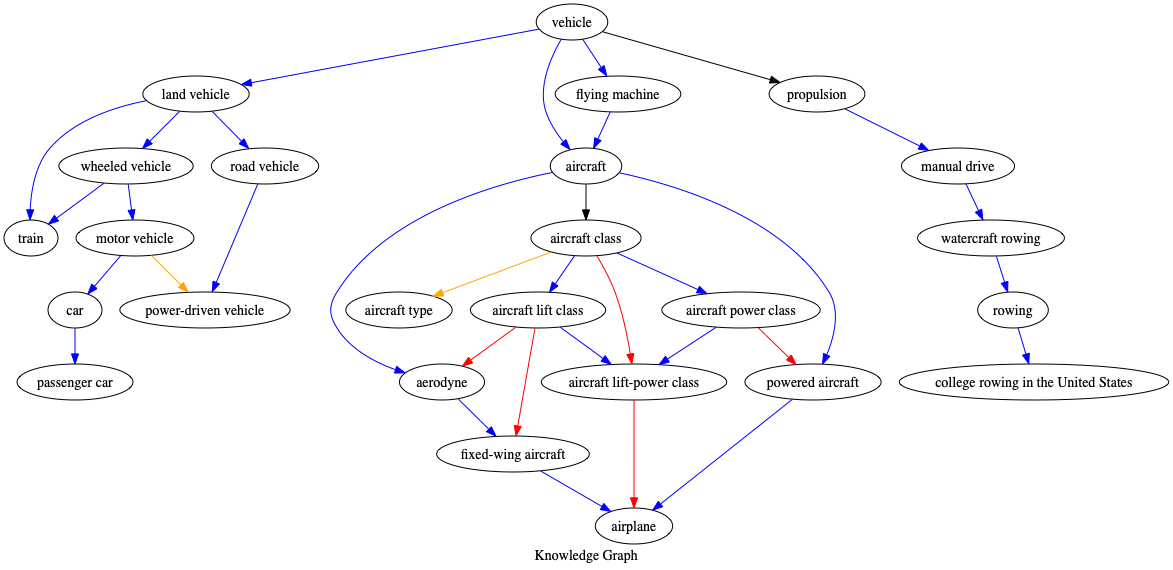 vehicle
land vehicle
flying machine
propulsion
wheeled vehicle
road vehicle
aircraft
manual drive
train
motor vehicle
aircraft class
watercraft rowing
car
power-driven vehicle
aircraft type
aircraft lift class
aircraft power class
rowing
passenger car
aerodyne
aircraft lift-power class
powered aircraft
college rowing in the United States
fixed-wing aircraft
airplane
Knowledge Graph